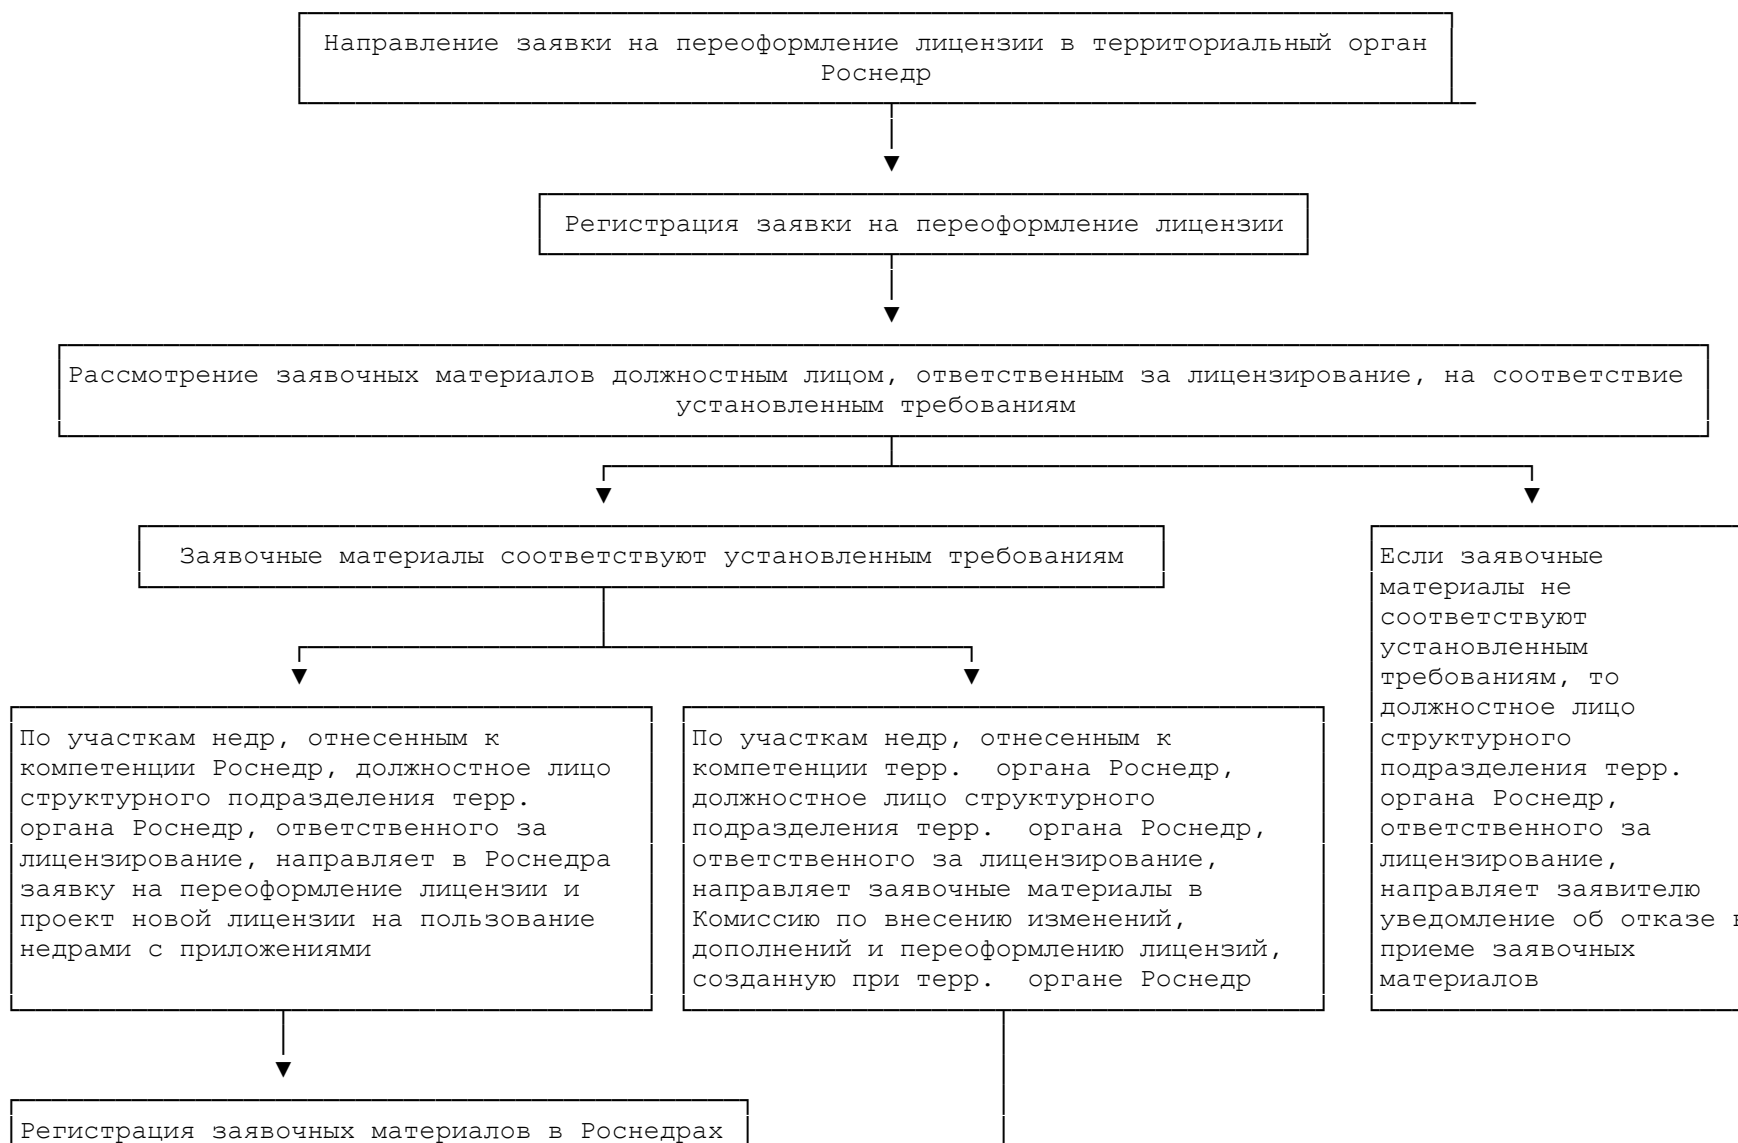 Направление заявки на переоформление лицензии в территориальный орган
Роснедр
Регистрация заявки на переоформление лицензии
Рассмотрение заявочных материалов должностным лицом, ответственным за лицензирование, на соответствие
установленным требованиям
Заявочные материалы соответствуют установленным требованиям
По участкам недр, отнесенным к
компетенции Роснедр, должностное лицо
структурного подразделения терр.
органа Роснедр, ответственного за
лицензирование, направляет в Роснедра
заявку на переоформление лицензии и
проект новой лицензии на пользование
недрами с приложениями
По участкам недр, отнесенным к
компетенции терр. органа Роснедр,
должностное лицо структурного
подразделения терр. органа Роснедр,
ответственного за лицензирование,
направляет заявочные материалы в
Комиссию по внесению изменений,
дополнений и переоформлению лицензий,
созданную при терр. органе Роснедр
Если заявочные
материалы не
соответствуют
установленным
требованиям, то
должностное лицо
структурного
подразделения терр.
органа Роснедр,
ответственного за
лицензирование,
направляет заявителю
уведомление об отказе в
приеме заявочных
материалов
Регистрация заявочных материалов в Роснедрах